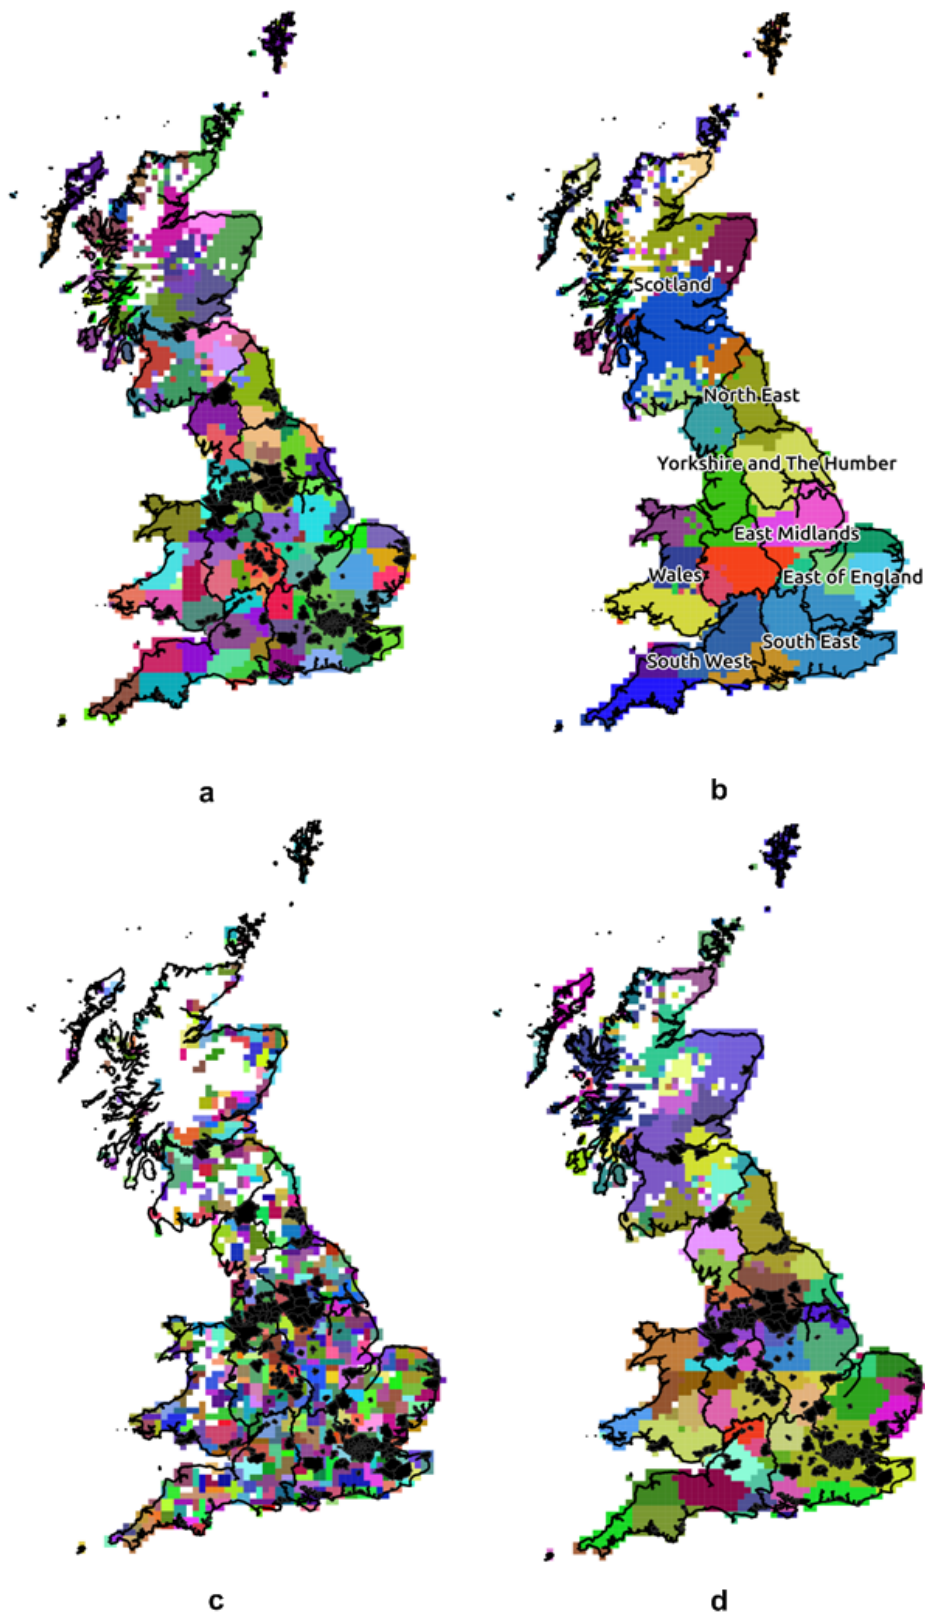 Scotland
North East
Yorkshire and The Humber
East Midlands
Wales
East of England
South East
South West
a
b
c
d